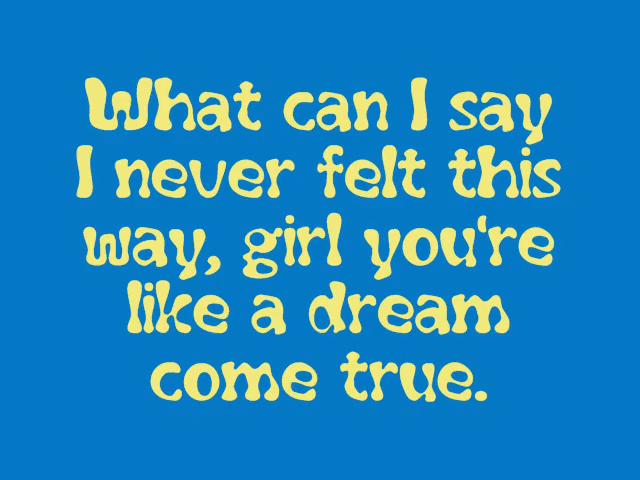 What can I say
I never felt this
way, girl you're
like a dream
come true.